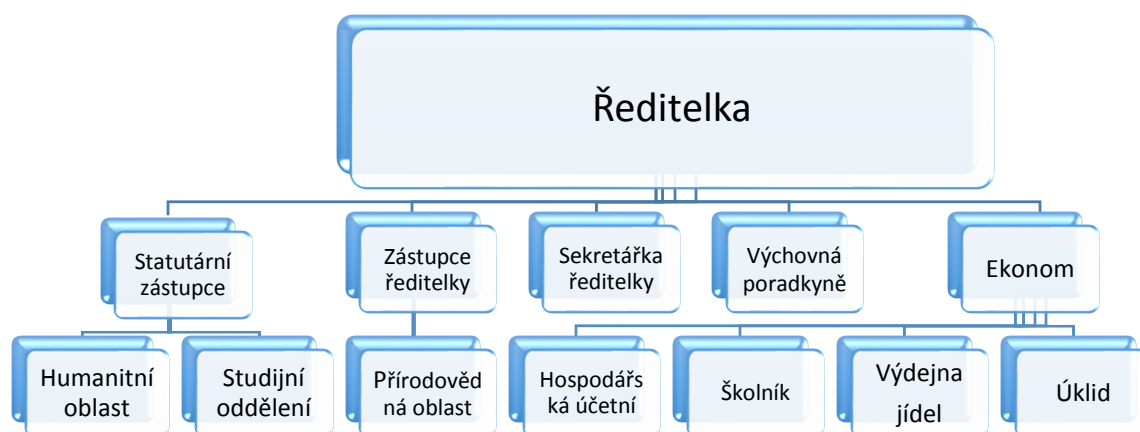 Ředitelka
Statutární
zástupce
Zástupce
ředitelky
Sekretářka
ředitelky
Výchovná
poradkyně
Ekonom
Humanitní
oblast
Studijní
oddělení
Přírodověd
ná oblast
Hospodářs
ká účetní
Školník
Výdejna
jídel
Úklid